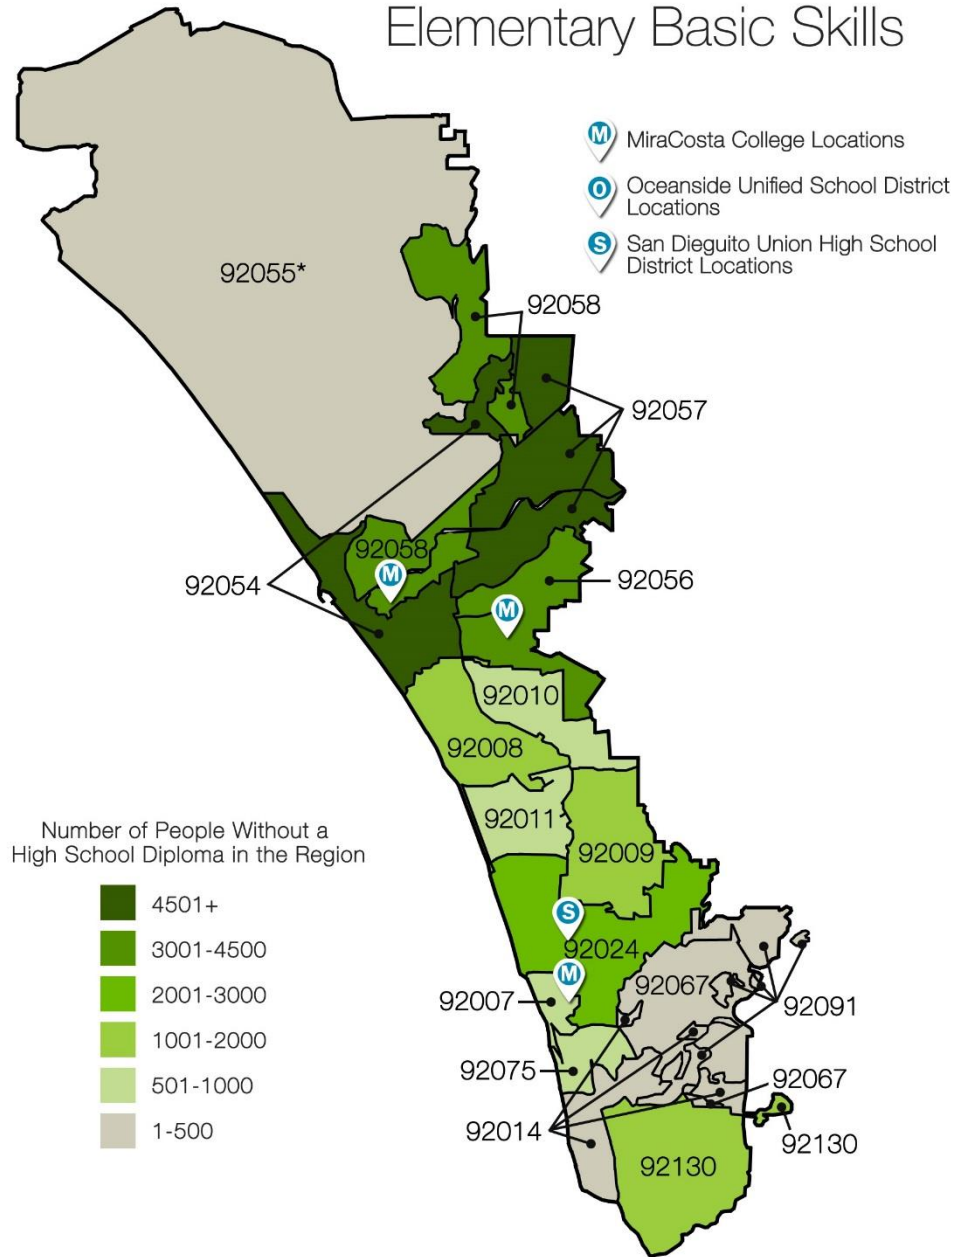 Elementary Basic Skills
M
MiraCosta College Locations
O
Oceanside Unified School District
Locations
S
San Dieguito Union High School
District Locations
92055*
92058
92057
92058
M
92054
92056
M
92010
92008
92011
92009
Number of People Without a
High School Diploma in the Region
4501+
3001-4500
2001-3000
1001-2000
501-1000
1-500
S
92024
M
92007
92067
92091
92075
92067
92014
92130
92130